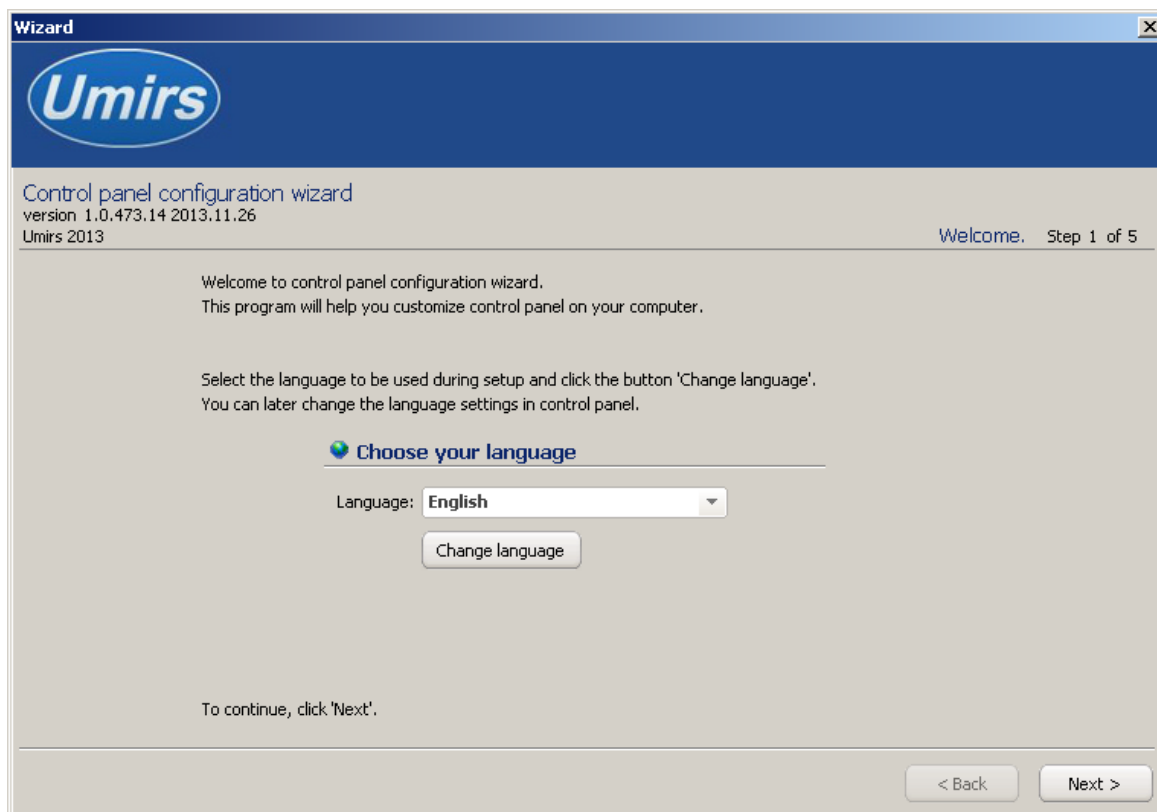 Wizard
Umirs
Control panel configuration wizard
version 1.0.473.14 2013.11.26
Umirs 2013
Welcome. Step 1 of 5
Welcome to control panel configuration wizard.
This program will help you customize control panel on your computer.
Select the language to be used during setup and click the button 'Change language'.
You can later change the language settings in control panel.
Choose your language
Language: English
Change language
To continue, click 'Next'.
< Back Next >